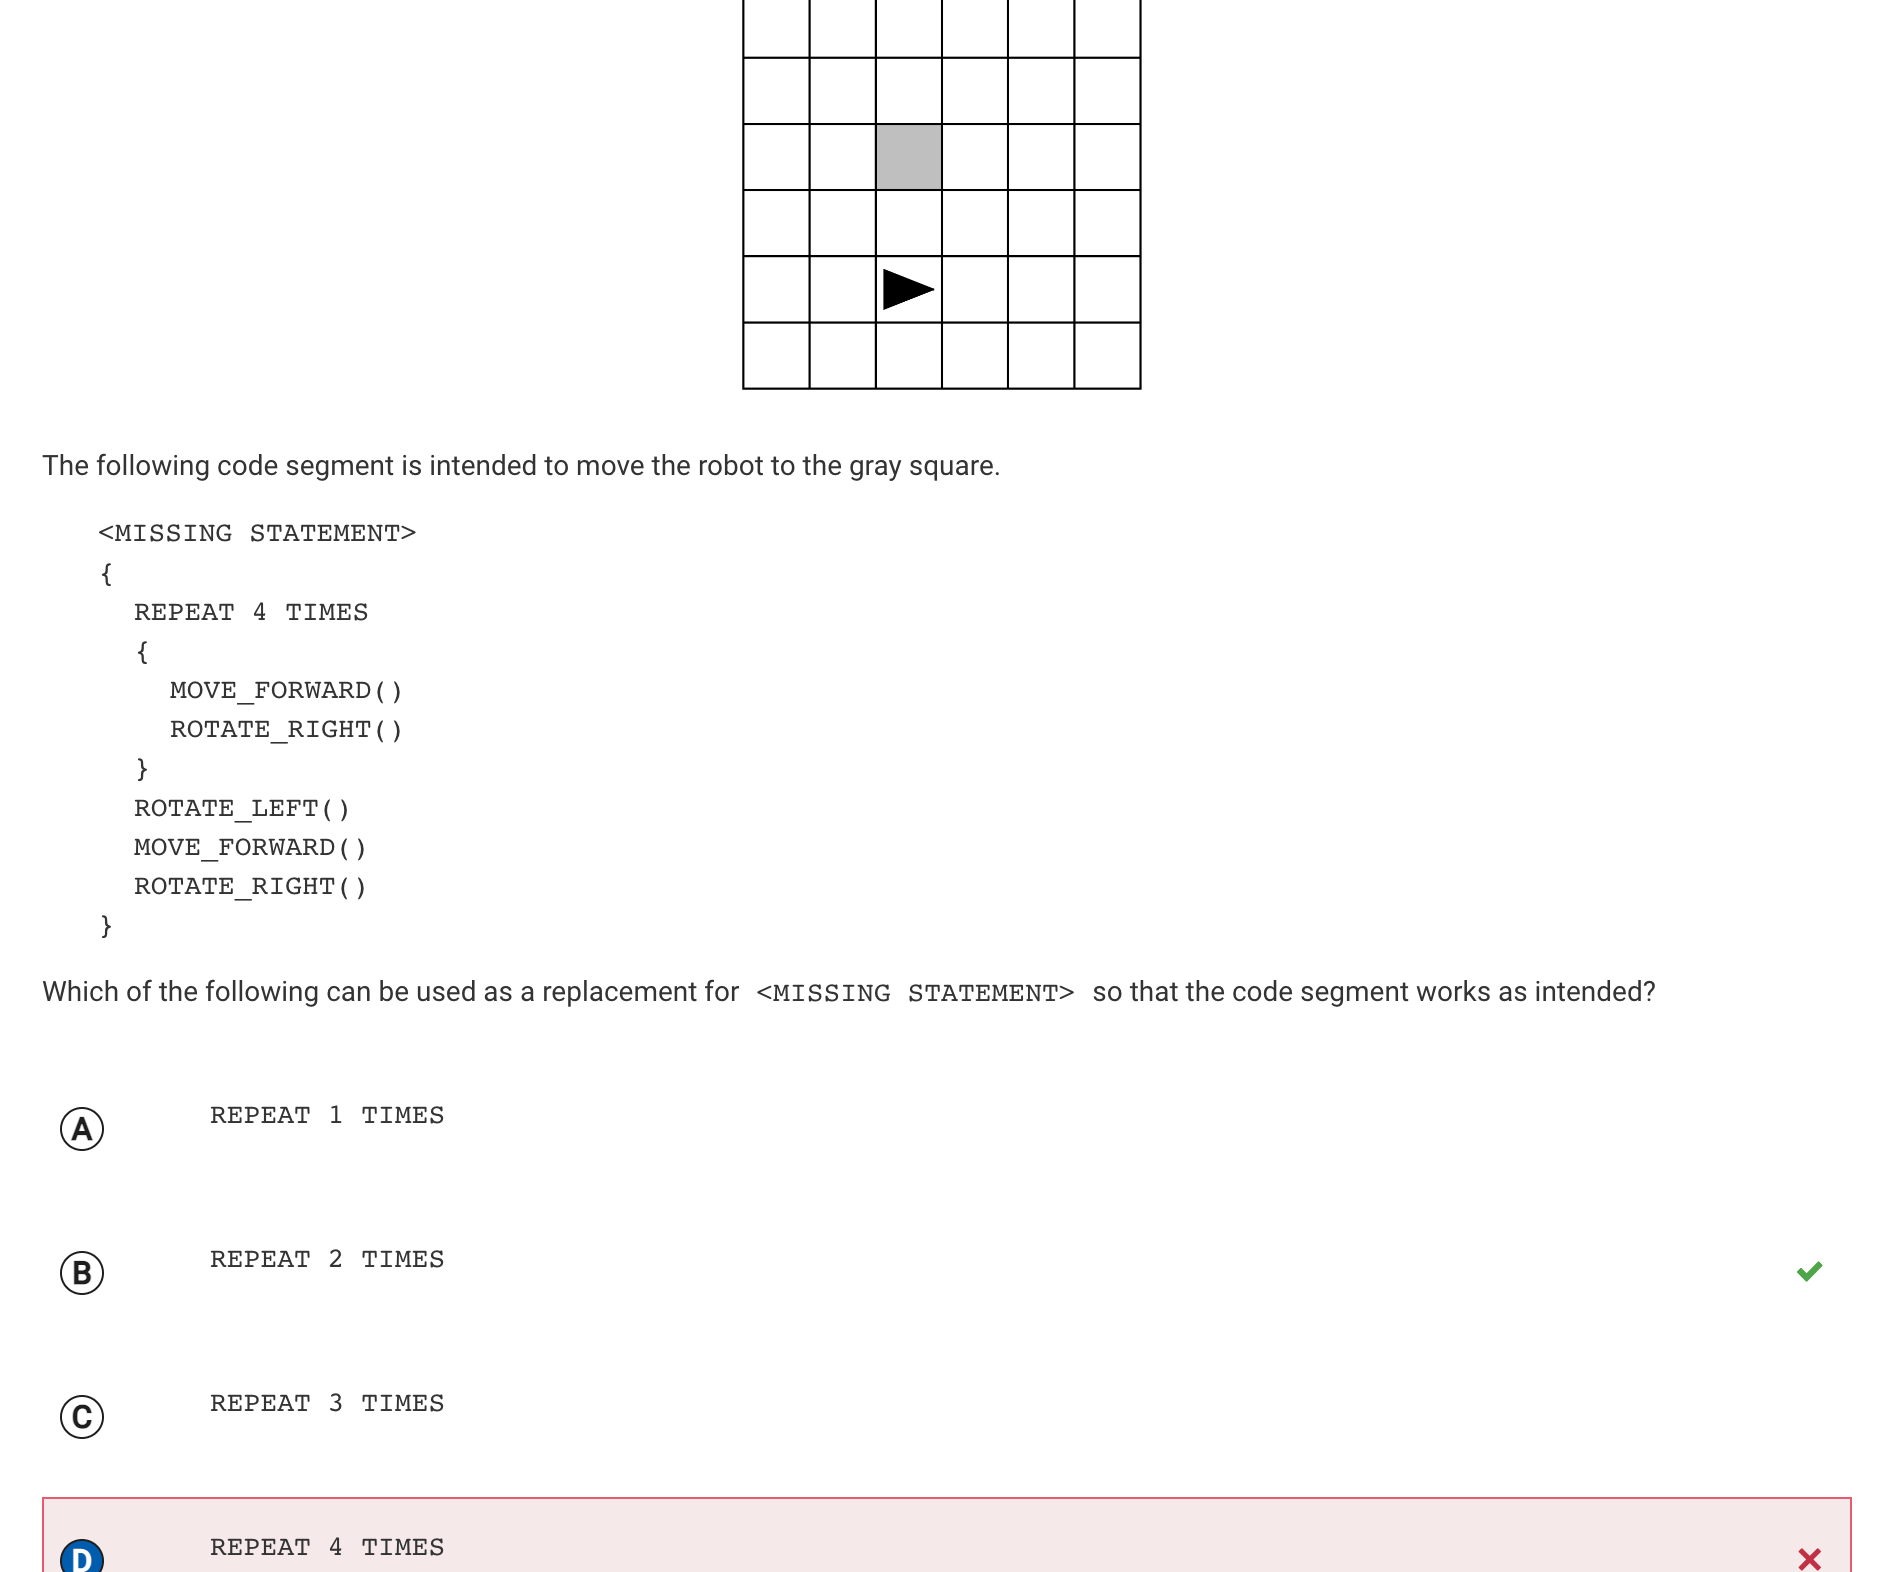 The following code segment is intended to move the robot to the gray square.
<MISSING STATEMENT>
{
REPEAT 4 TIMES
{
MOVE_FORWARD()
ROTATE_RIGHT()
}
ROTATE_LEFT()
MOVE_FORWARD()
ROTATE_RIGHT()
}
Which of the following can be used as a replacement for <MISSING STATEMENT> so that the code segment works as intended?
A REPEAT 1 TIMES
B REPEAT 2 TIMES
C REPEAT 3 TIMES
D REPEAT 4 TIMES